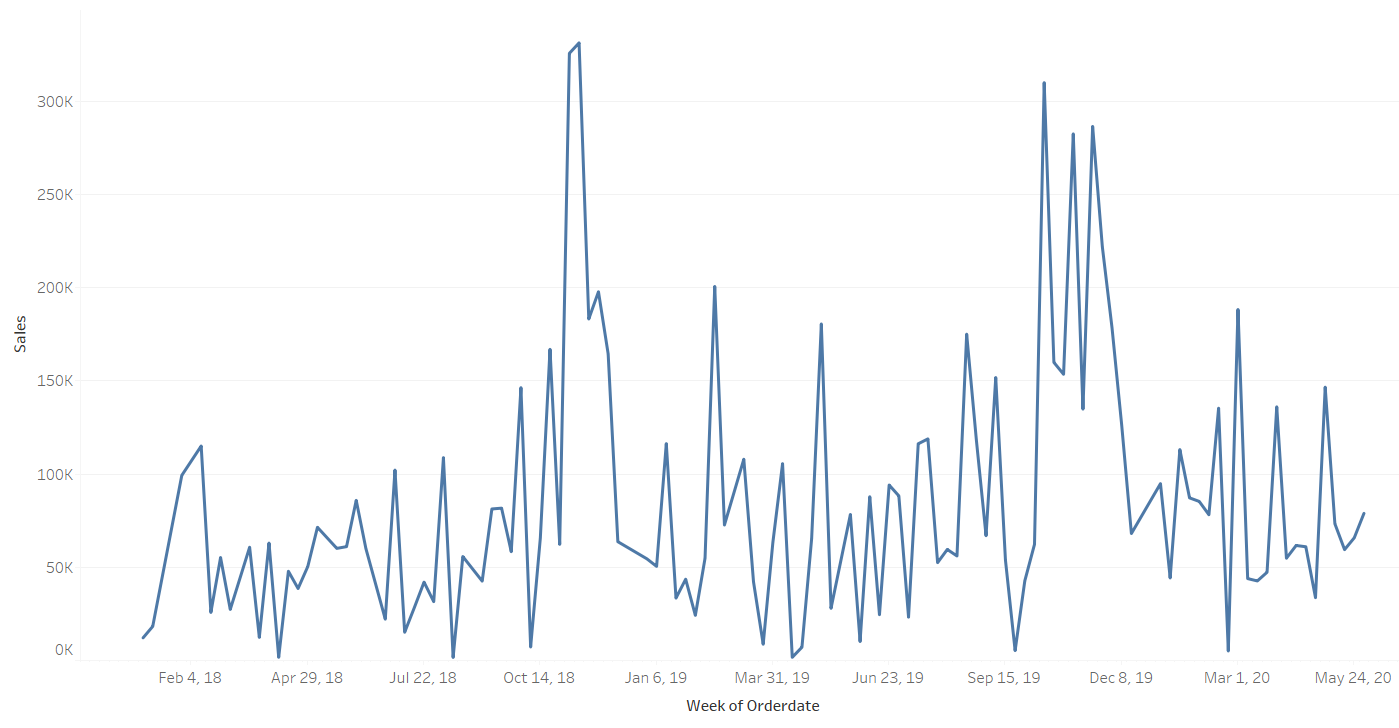 300K
250K
200K
150K
100K
50K
0K
Sales
Feb 4, 18 Apr 29, 18 Jul 22, 18 Oct 14, 18 Jan 6, 19 Mar 31, 19 Jun 23, 19 Sep 15, 19 Dec 8, 19 Mar 1, 20 May 24, 20
Week of Orderdate